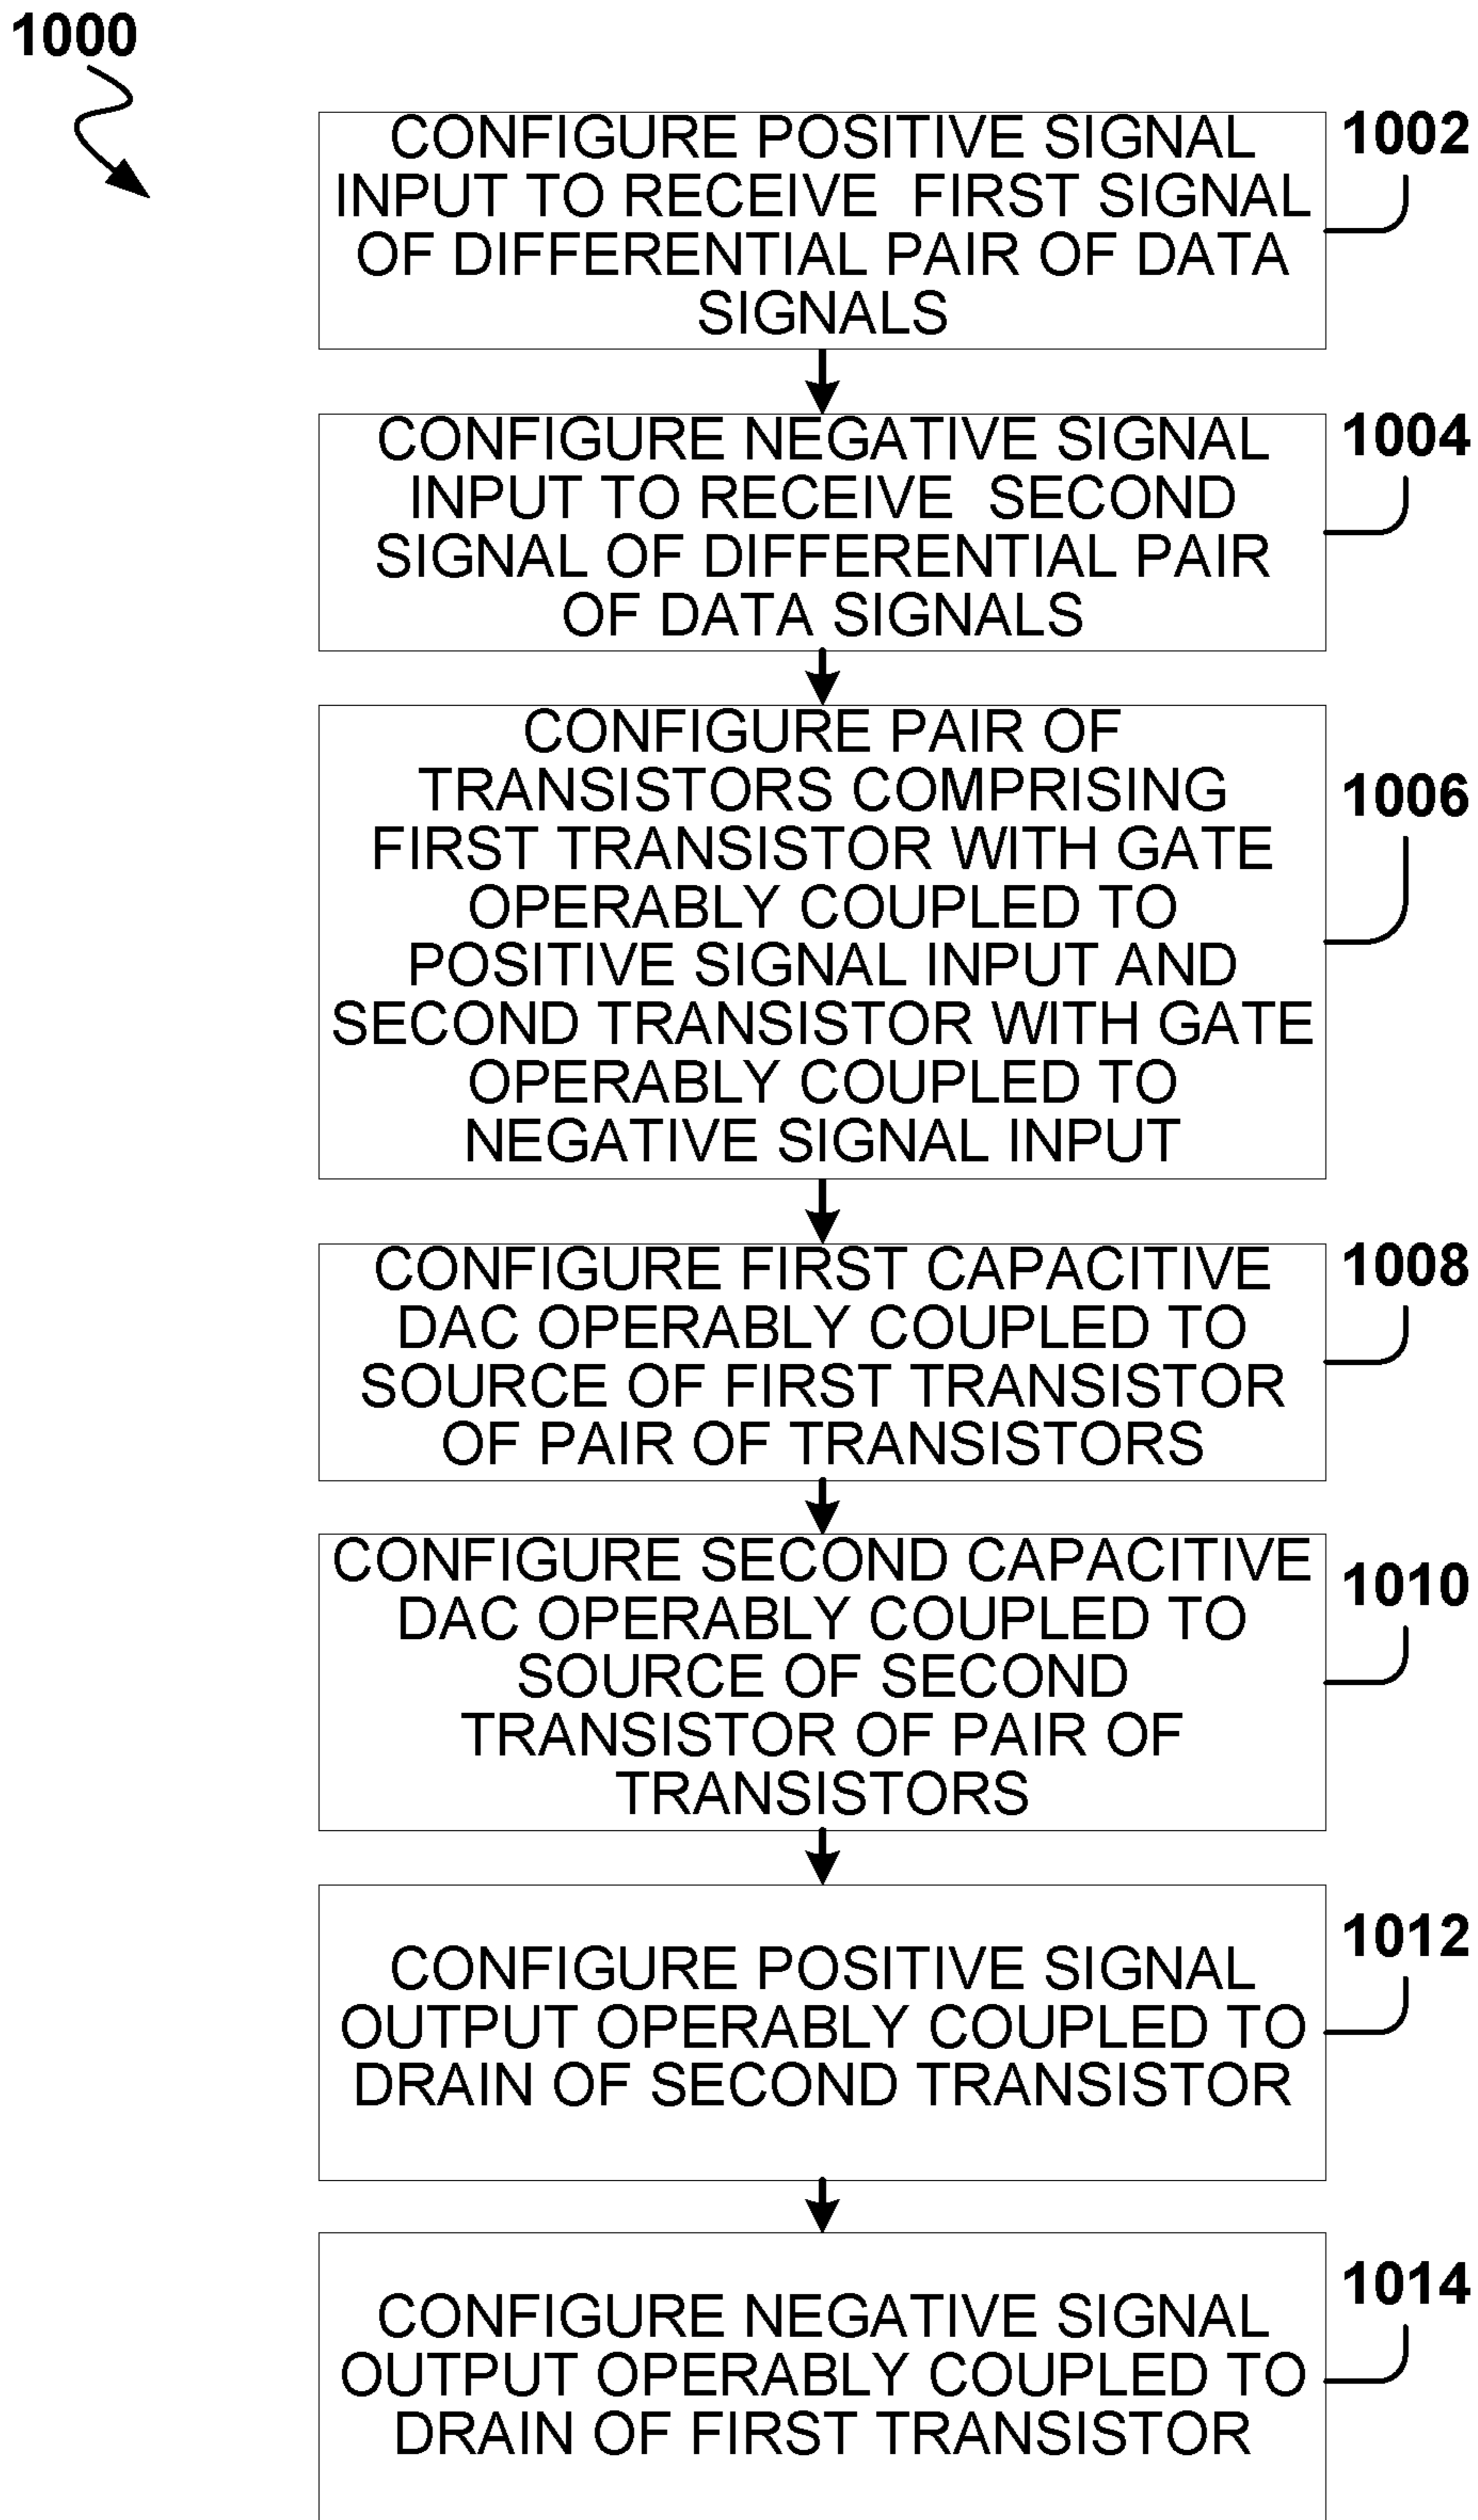 1000
CONFIGURE POSITIVE SIGNAL
INPUT TO RECEIVE FIRST SIGNAL
OF DIFFERENTIAL PAIR OF DATA
SIGNALS
1002
CONFIGURE NEGATIVE SIGNAL
INPUT TO RECEIVE SECOND
SIGNAL OF DIFFERENTIAL PAIR
OF DATA SIGNALS
1004
CONFIGURE PAIR OF
TRANSISTORS COMPRISING
FIRST TRANSISTOR WITH GATE
OPERABLY COUPLED TO
POSITIVE SIGNAL INPUT AND
SECOND TRANSISTOR WITH GATE
OPERABLY COUPLED TO
NEGATIVE SIGNAL INPUT
1006
CONFIGURE FIRST CAPACITIVE
DAC OPERABLY COUPLED TO
SOURCE OF FIRST TRANSISTOR
OF PAIR OF TRANSISTORS
1008
CONFIGURE SECOND CAPACITIVE
DAC OPERABLY COUPLED TO
SOURCE OF SECOND
TRANSISTOR OF PAIR OF
TRANSISTORS
1010
CONFIGURE POSITIVE SIGNAL
OUTPUT OPERABLY COUPLED TO
DRAIN OF SECOND TRANSISTOR
1012
CONFIGURE NEGATIVE SIGNAL
OUTPUT OPERABLY COUPLED TO
DRAIN OF FIRST TRANSISTOR
1014